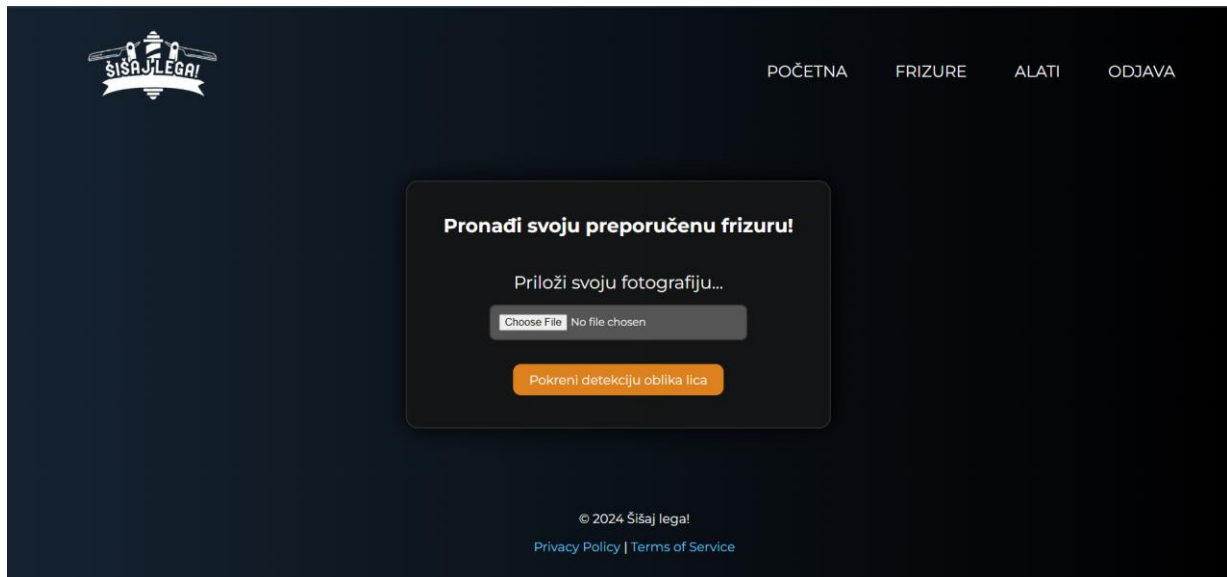 ŠIŠAJ LEGA!
POČETNA FRIZURE ALATI ODJAVA
Pronađi svoju preporučenu frizuru!
Priloži svoju fotografiju...
Choose File No file chosen
Pokreni detekciju oblika lica
© 2024 Šišaj lega!
Privacy Policy | Terms of Service